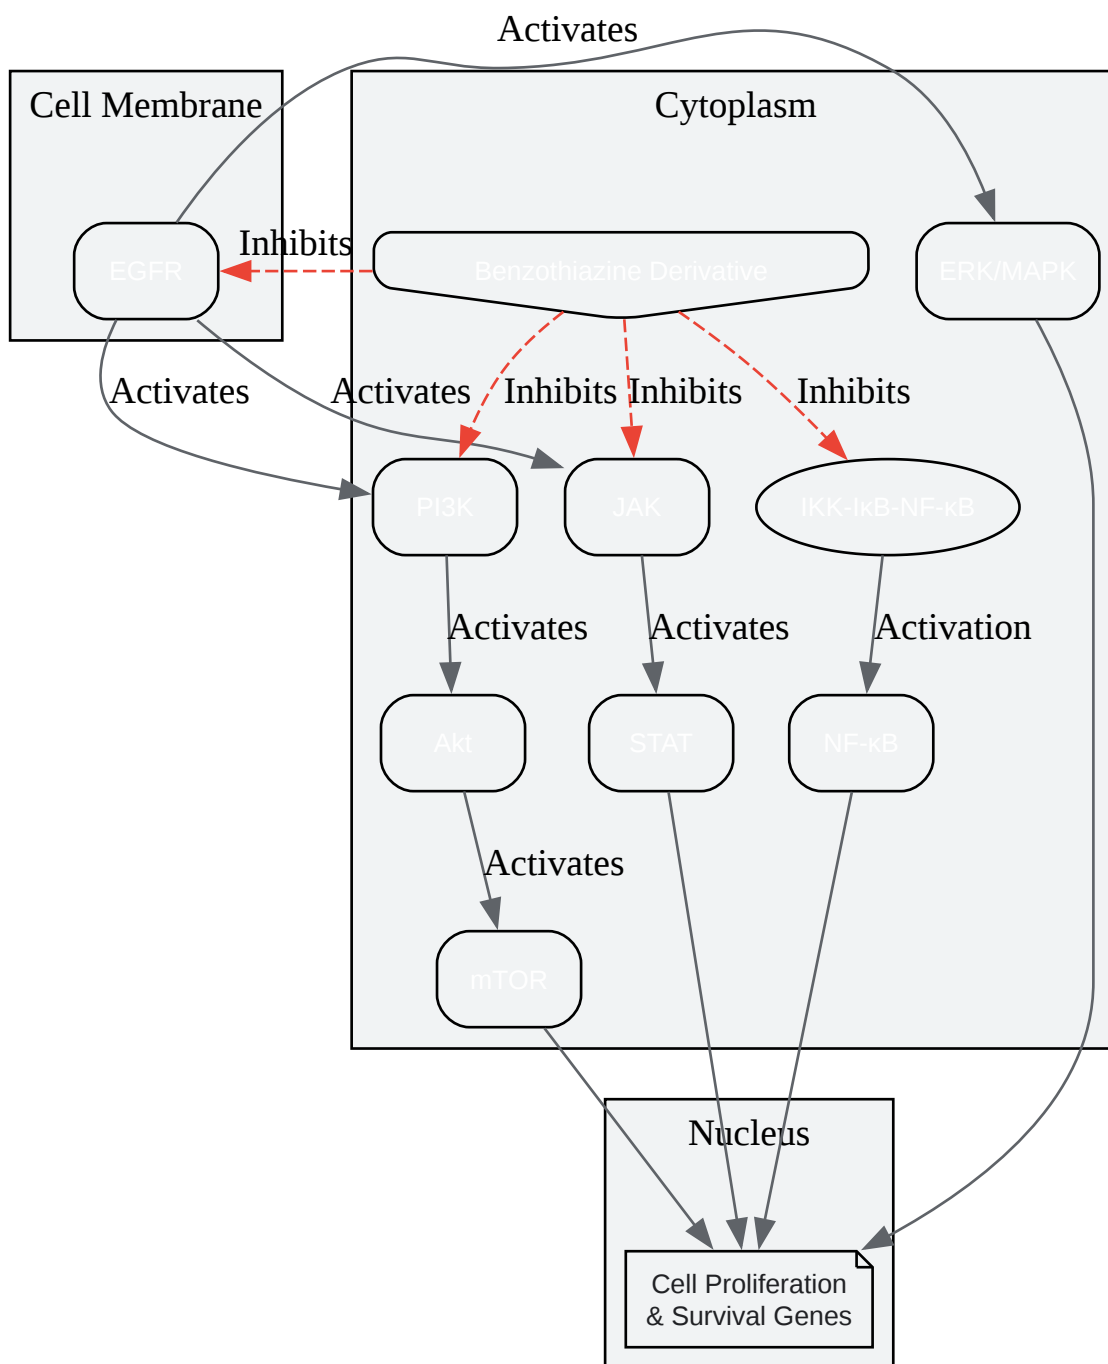 Activates
Cell Membrane
Cytoplasm
EGFR
Inhibits
Benzothiazine Derivative
ERK/MAPK
Activates
Activates
Inhibits
Inhibits
Inhibits
PI3K
JAK
IKK-IκB-NF-κB
Activates
Activates
Activation
Akt
STAT
NF-κB
Activates
mTOR
Nucleus
Cell Proliferation
& Survival Genes